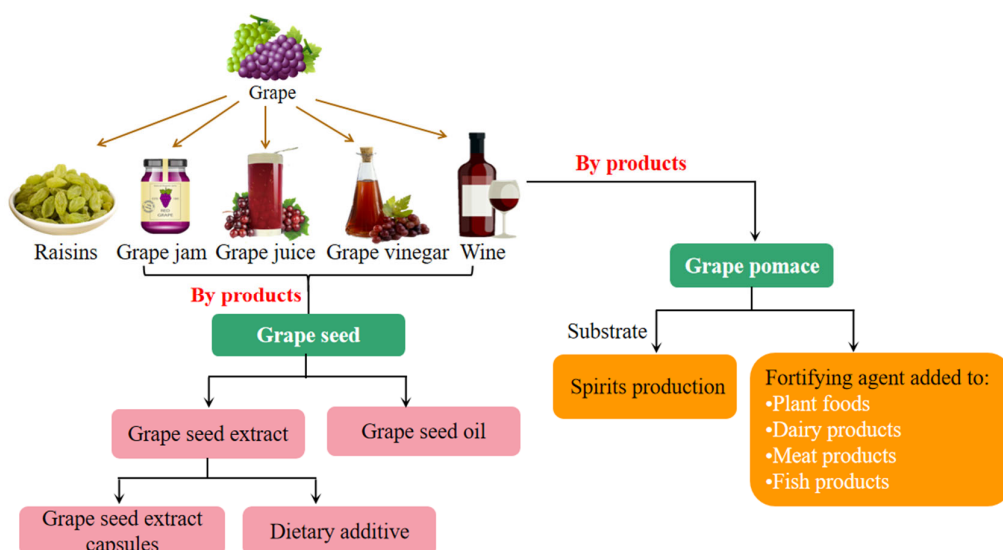 Grape
By products
Raisins
Grape jam
Grape juice
Grape vinegar
Wine
By products
Grape pomace
Grape seed
Substrate
Spirits production
Fortifying agent added to:
•Plant foods
•Dairy products
•Meat products
•Fish products
Grape seed extract
Grape seed oil
Grape seed extract
capsules
Dietary additive